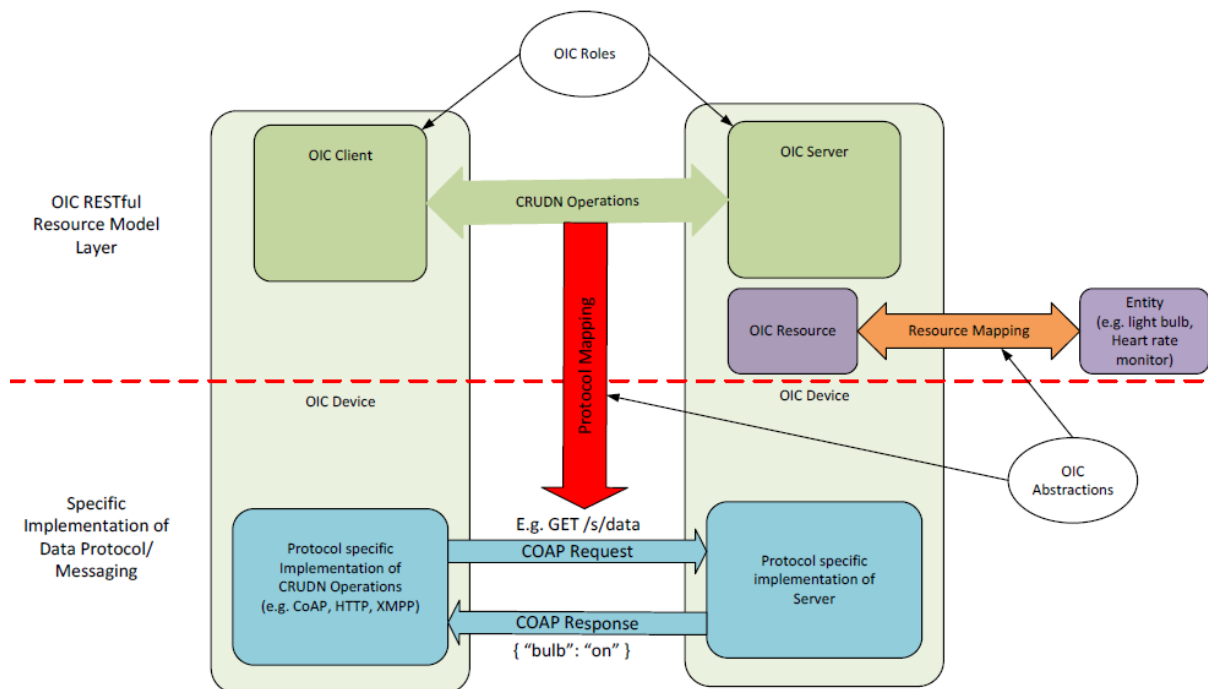 OIC Roles
OIC Client
OIC Server
CRUDN Operations
OIC RESTful
Resource Model
Layer
Protocol Mapping
OIC Resource
Resource Mapping
Entity
(e.g. light bulb,
Heart rate
monitor)
OIC Device
OIC Device
OIC
Abstractions
Specific
Implementation of
Data Protocol/
Messaging
E.g. GET /s/data
COAP Request
Protocol specific
Implementation of
CRUDN Operations
(e.g. CoAP, HTTP, XMPP)
Protocol specific
implementation of
Server
COAP Response
{ “bulb”: “on” }